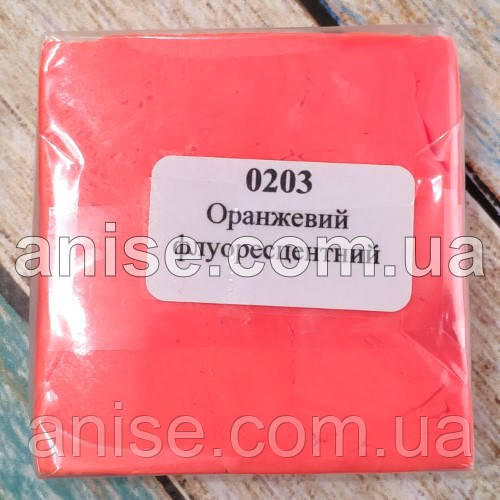 0203
Оранжевий
флуоресцентний
anise.com.ua
anise.com.ua